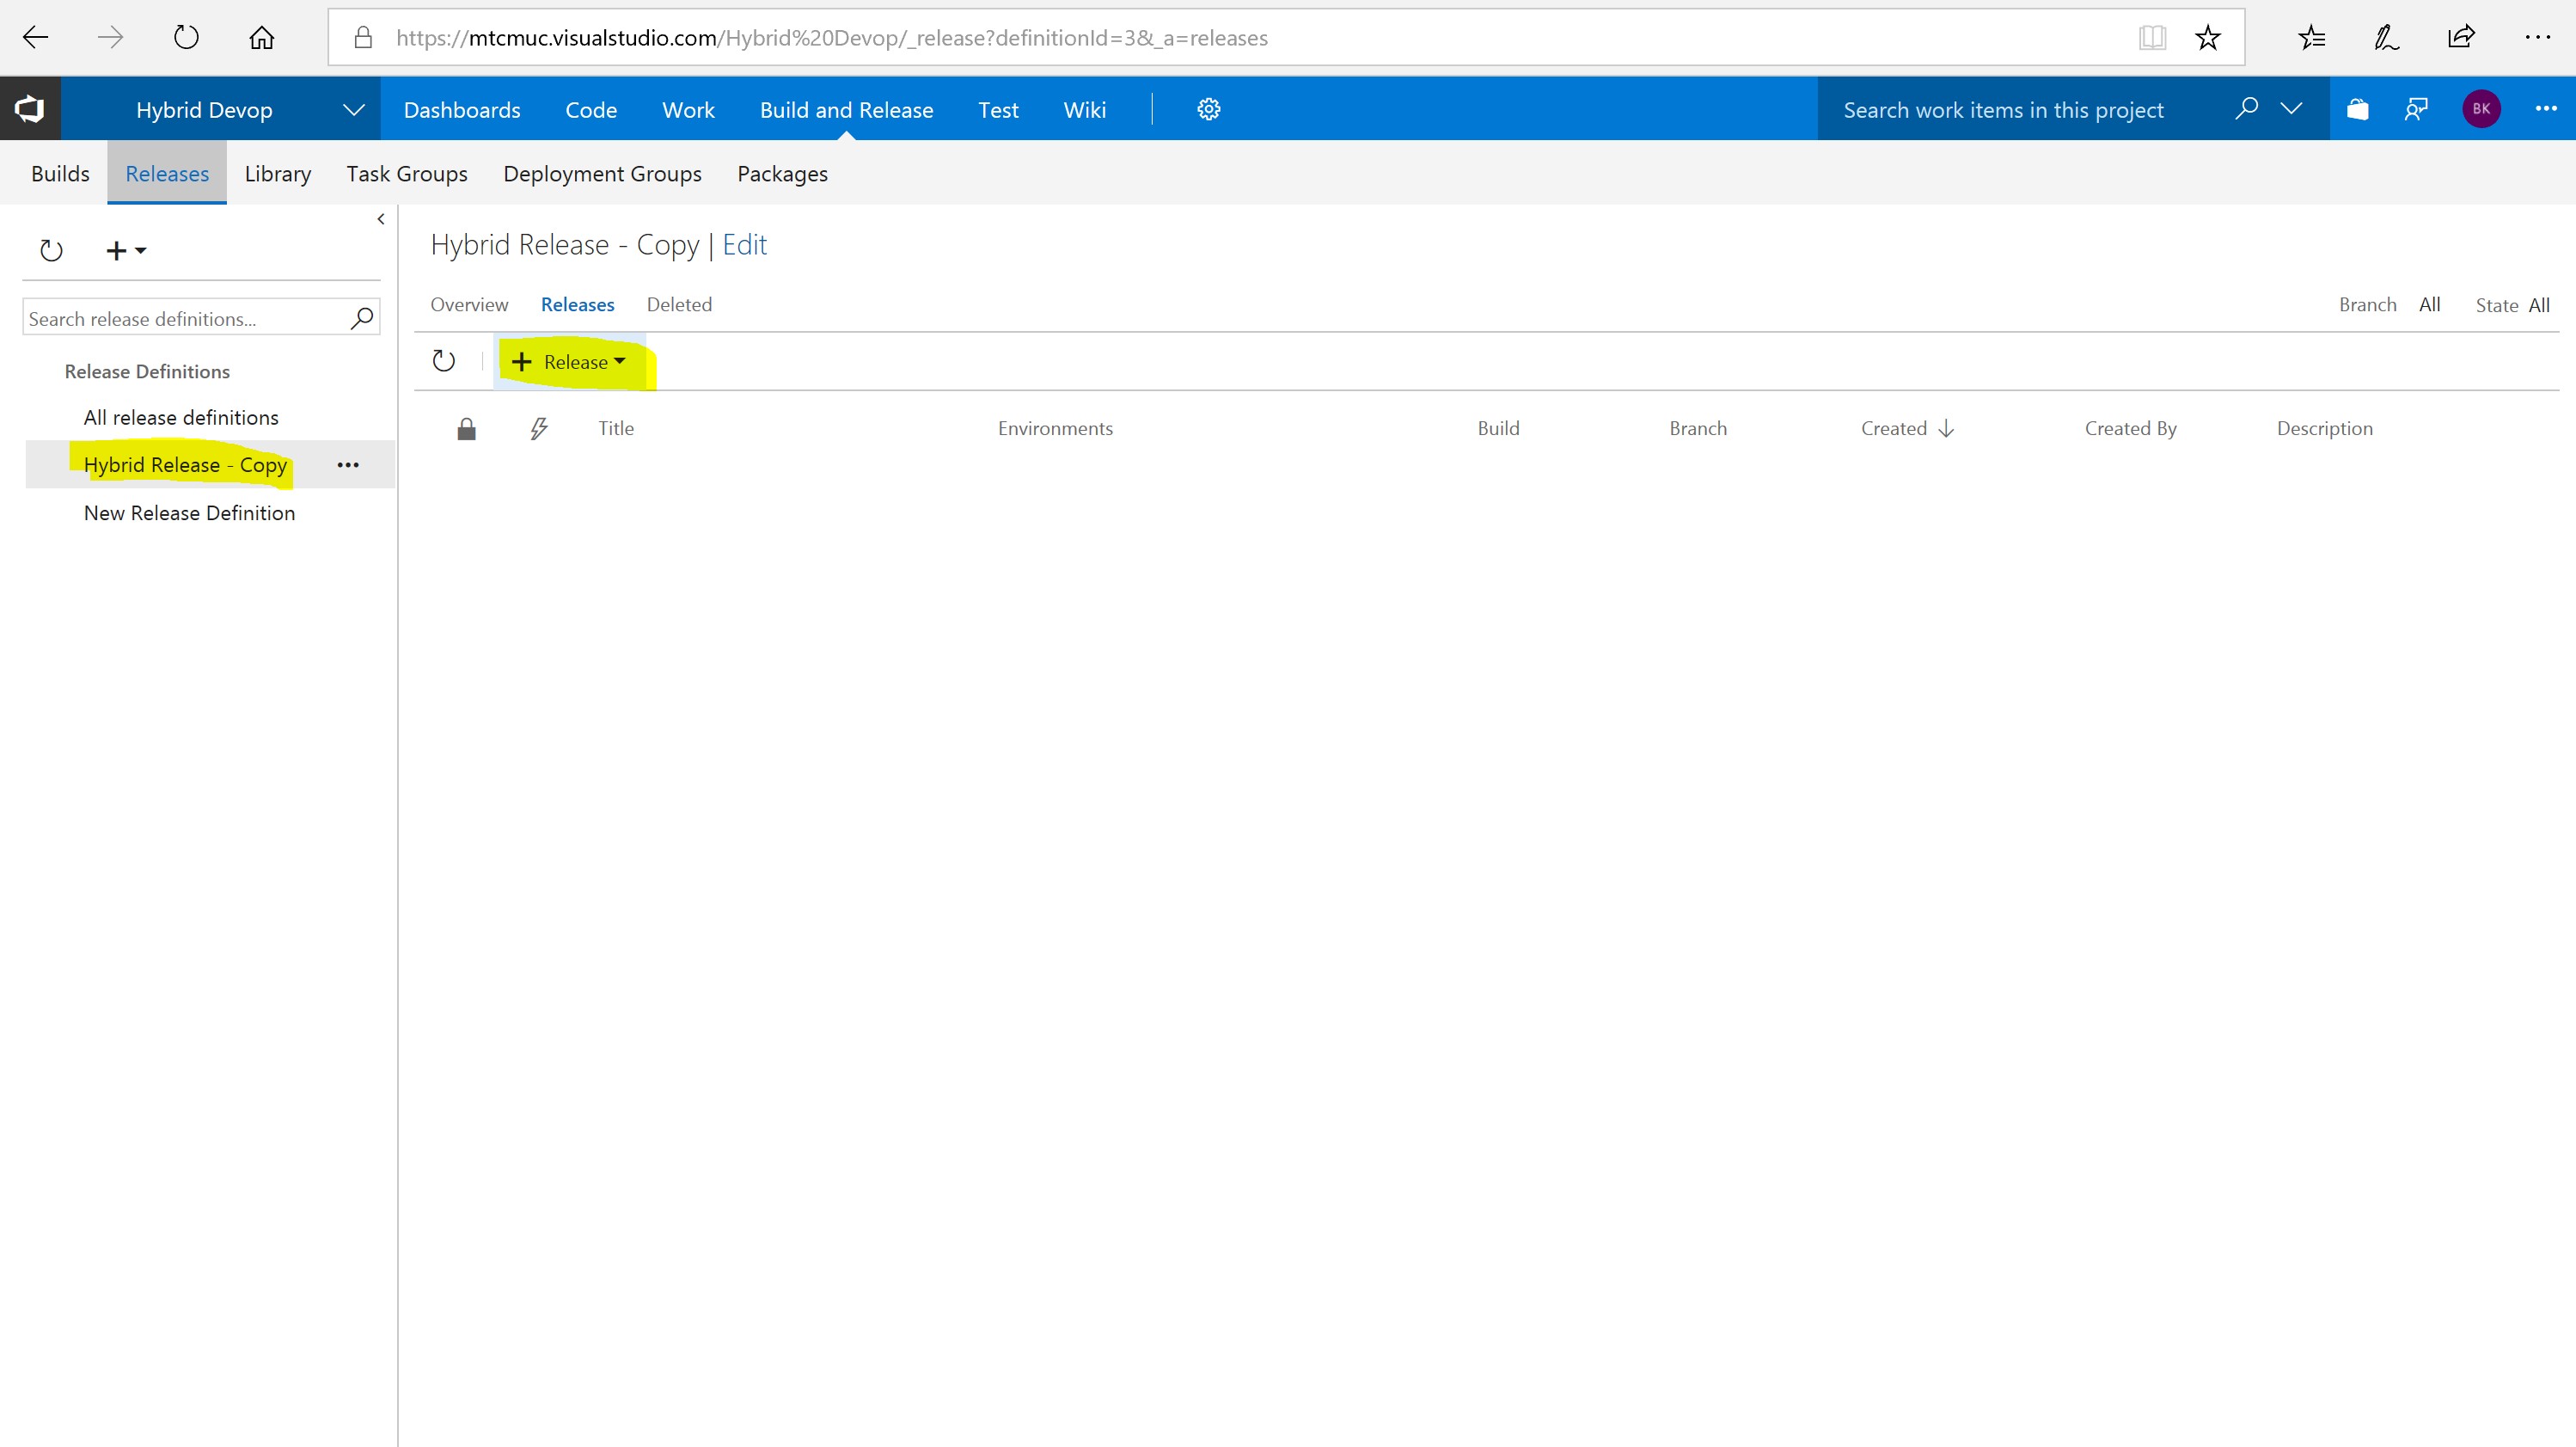 https://mtcmuc.visualstudio.com/Hybrid%20Devop/_release?definitionId=3&_a=releases
Hybrid Devop Dashboards Code Work Build and Release Test Wiki Search work items in this project BK
Builds Releases Library Task Groups Deployment Groups Packages
Hybrid Release - Copy | Edit
Search release definitions...
Overview Releases Deleted Branch All State All
Release Definitions
+ Release
All release definitions
Title Environments Build Branch Created Created By Description
Hybrid Release - Copy ...
New Release Definition